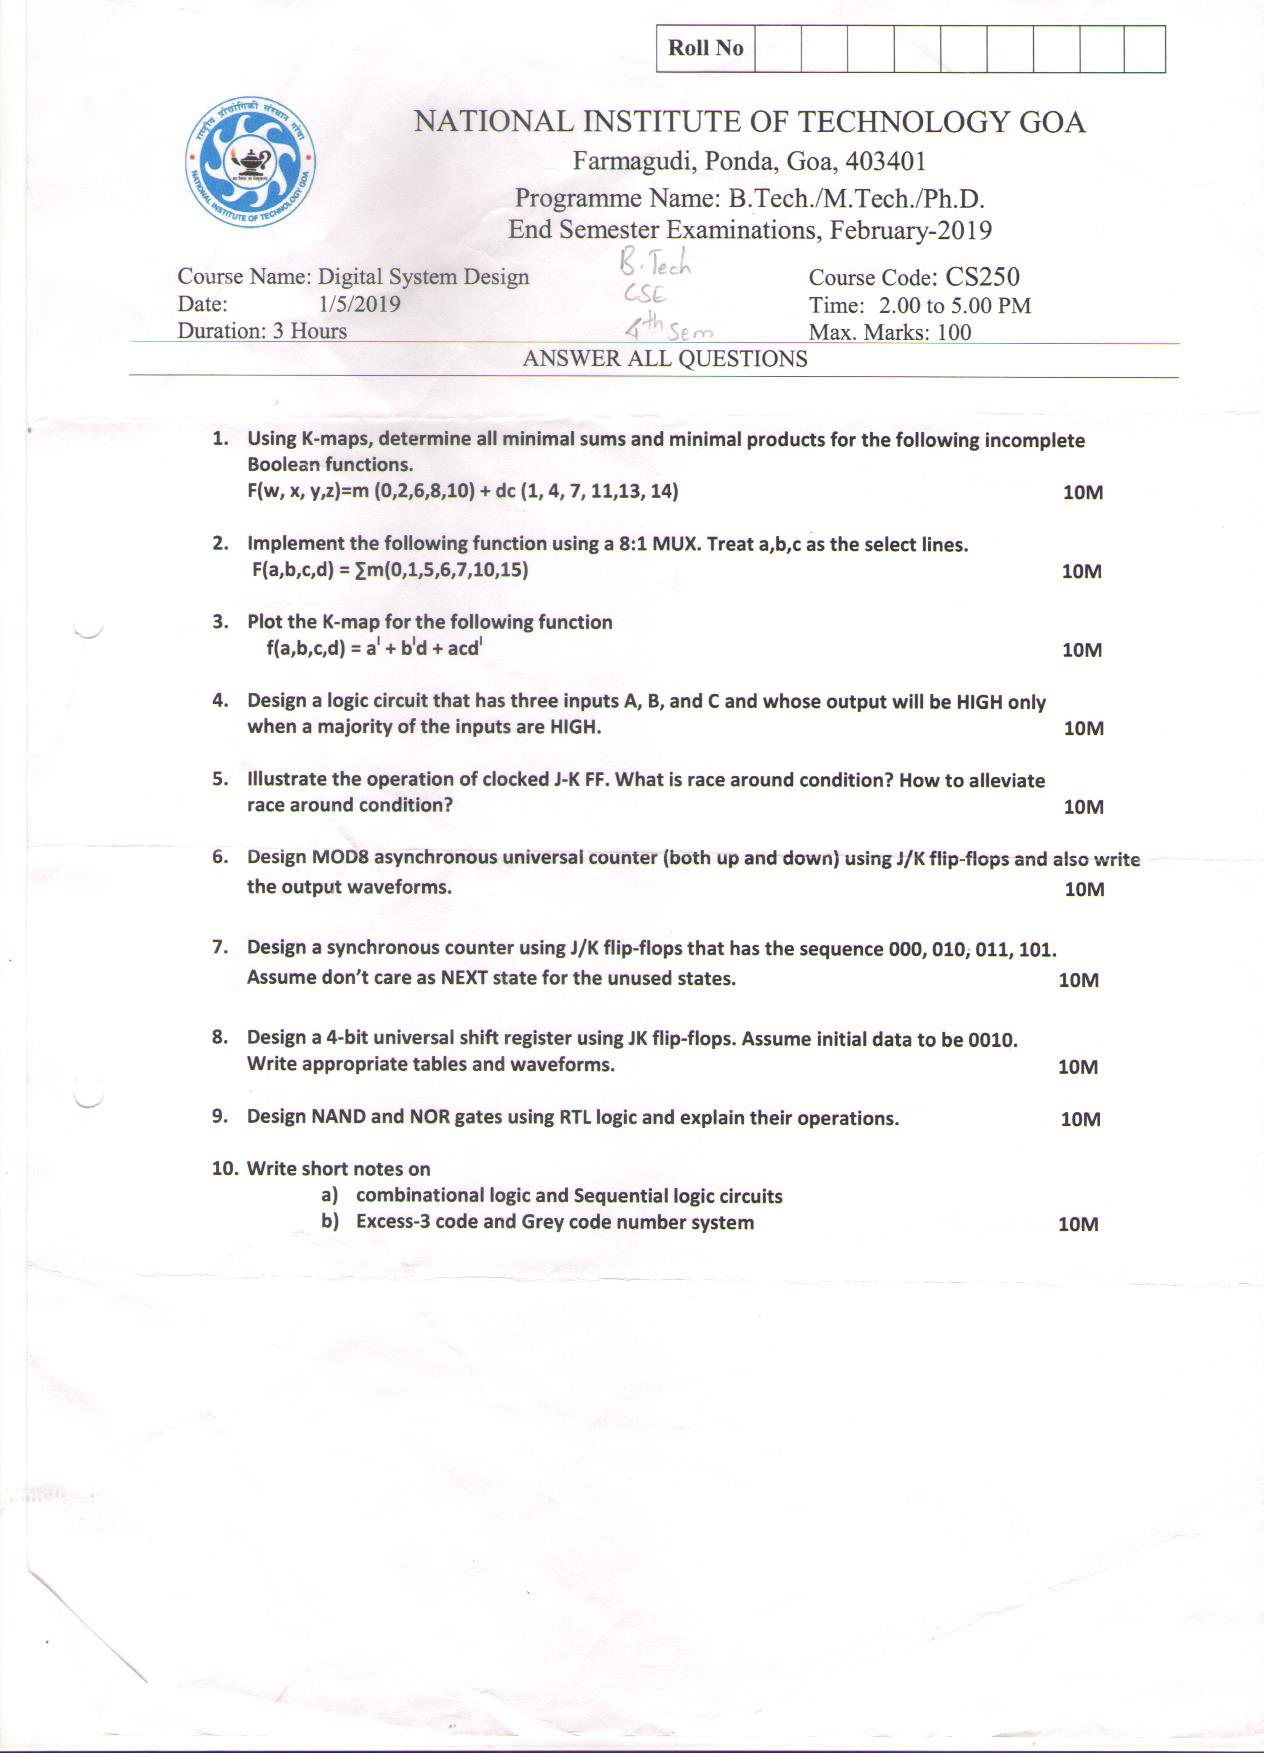 Roll No
राष्ट्रीय प्रौद्योगिकी संस्थान गोवा
NATIONAL INSTITUTE OF TECHNOLOGY GOA
NATIONAL INSTITUTE OF TECHNOLOGY GOA
Farmagudi, Ponda, Goa, 403401
Programme Name: B.Tech./M.Tech./Ph.D.
End Semester Examinations, February-2019
B.Tech
CSE
4th Sem
Course Name: Digital System Design
Course Code: CS250
Date: 1/5/2019
Time: 2.00 to 5.00 PM
Duration: 3 Hours
Max. Marks: 100
ANSWER ALL QUESTIONS
1. Using K-maps, determine all minimal sums and minimal products for the following incomplete
Boolean functions.
F(w, x, y,z)=m (0,2,6,8,10) + dc (1, 4, 7, 11,13, 14) 10M
2. Implement the following function using a 8:1 MUX. Treat a,b,c as the select lines.
F(a,b,c,d) = ∑m(0,1,5,6,7,10,15) 10M
3. Plot the K-map for the following function
f(a,b,c,d) = a' + b'd + acd' 10M
4. Design a logic circuit that has three inputs A, B, and C and whose output will be HIGH only
when a majority of the inputs are HIGH. 10M
5. Illustrate the operation of clocked J-K FF. What is race around condition? How to alleviate
race around condition? 10M
6. Design MOD8 asynchronous universal counter (both up and down) using J/K flip-flops and also write
the output waveforms. 10M
7. Design a synchronous counter using J/K flip-flops that has the sequence 000, 010, 011, 101.
Assume don't care as NEXT state for the unused states. 10M
8. Design a 4-bit universal shift register using JK flip-flops. Assume initial data to be 0010.
Write appropriate tables and waveforms. 10M
9. Design NAND and NOR gates using RTL logic and explain their operations. 10M
10. Write short notes on
a) combinational logic and Sequential logic circuits
b) Excess-3 code and Grey code number system 10M